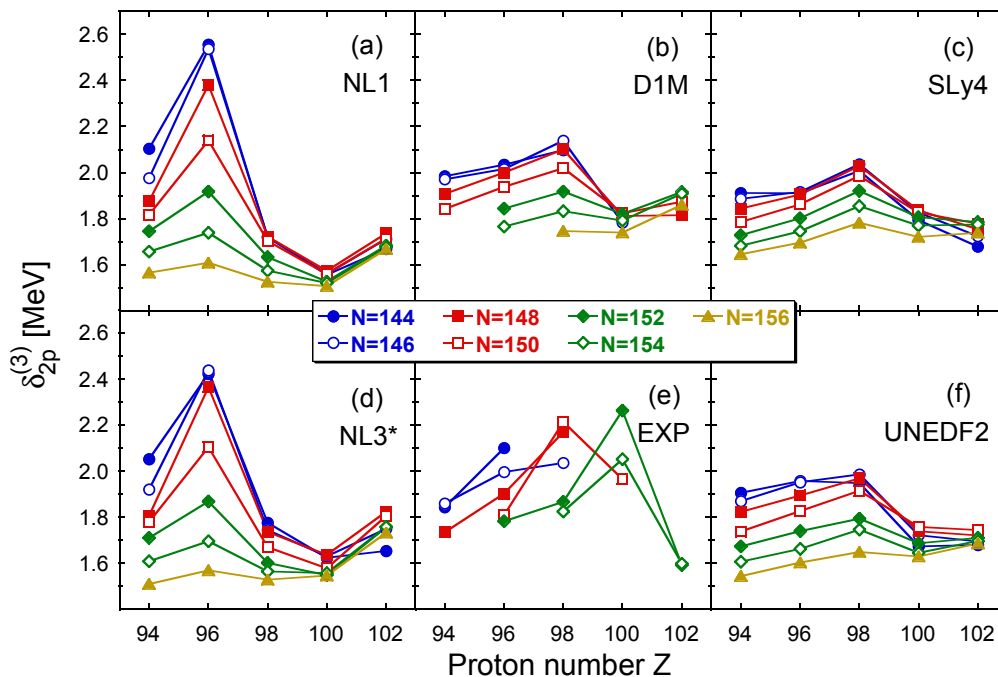 2.6
2.4
2.2
2.0
1.8
1.6
(a)
NL1
(b)
D1M
(c)
SLy4
N=144 N=148 N=152 N=156
N=146 N=150 N=154
δ2p(3) [MeV]
2.6
2.4
2.2
2.0
1.8
1.6
(d)
NL3*
(e)
EXP
(f)
UNEDF2
94 96 98 100 102 94 96 98 100 102 94 96 98 100 102
Proton number Z